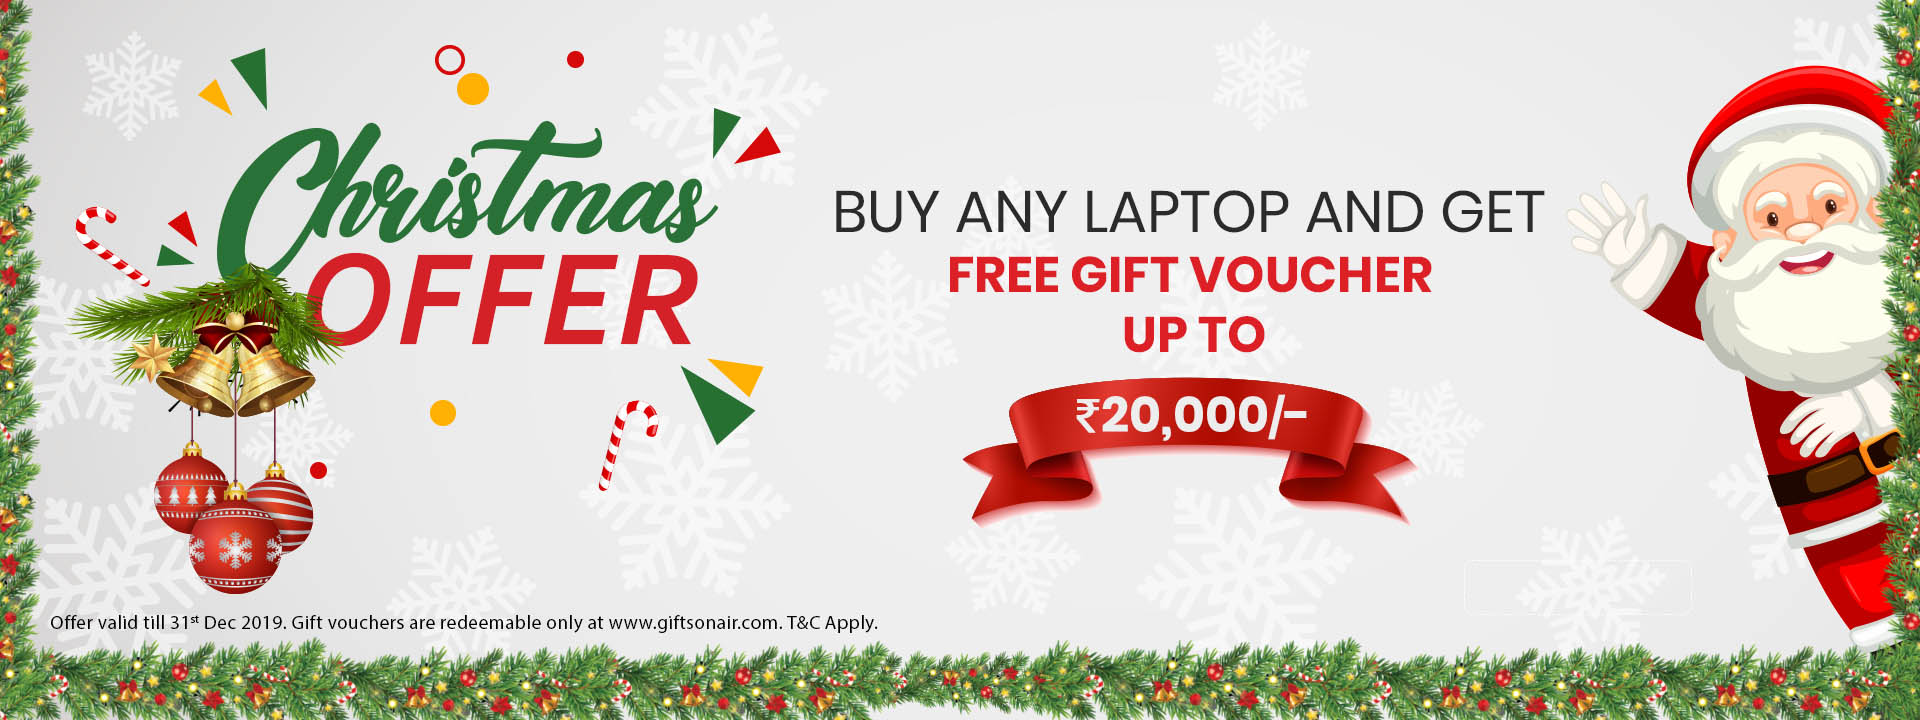 Christmas
OFFER
BUY ANY LAPTOP AND GET
FREE GIFT VOUCHER
UP TO
₹20,000/-
Offer valid till 31st Dec 2019. Gift vouchers are redeemable only at www.giftsonair.com. T&C Apply.